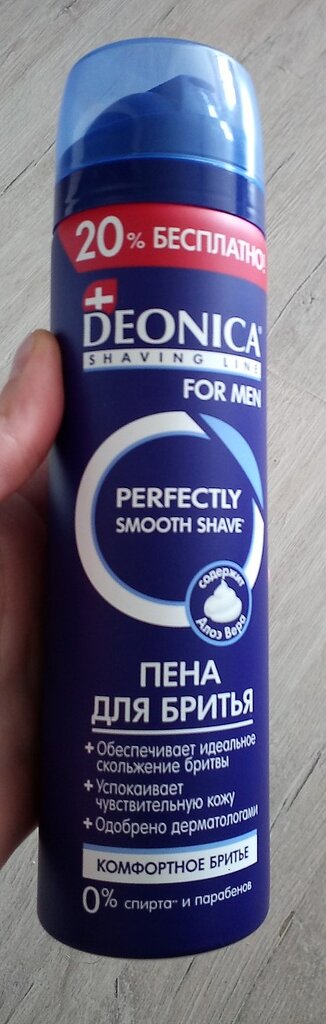 20% БЕСПЛАТНО!
DEONICA®
SHAVING LINE
FOR MEN
PERFECTLY
SMOOTH SHAVE*
содержит
Алоэ Вера
ПЕНА
ДЛЯ БРИТЬЯ
+ Обеспечивает идеальное
скольжение бритвы
+ Успокаивает
чувствительную кожу
+ Одобрено дерматологами
КОМФОРТНОЕ БРИТЬЕ
0% спирта** и парабенов